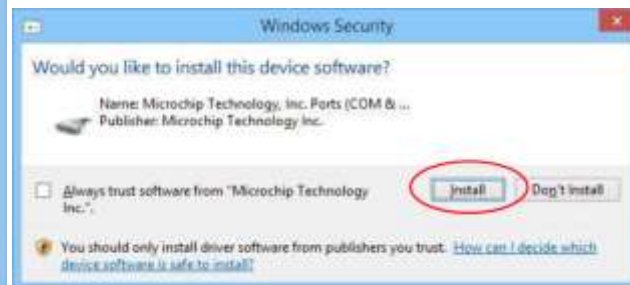 Windows Security
Would you like to install this device software?
Name: Microchip Technology, Inc. Ports (COM & ...
Publisher: Microchip Technology Inc.
Always trust software from "Microchip Technology
Inc.".
Install
Don't Install
You should only install driver software from publishers you trust. How can I decide which
device software is safe to install?